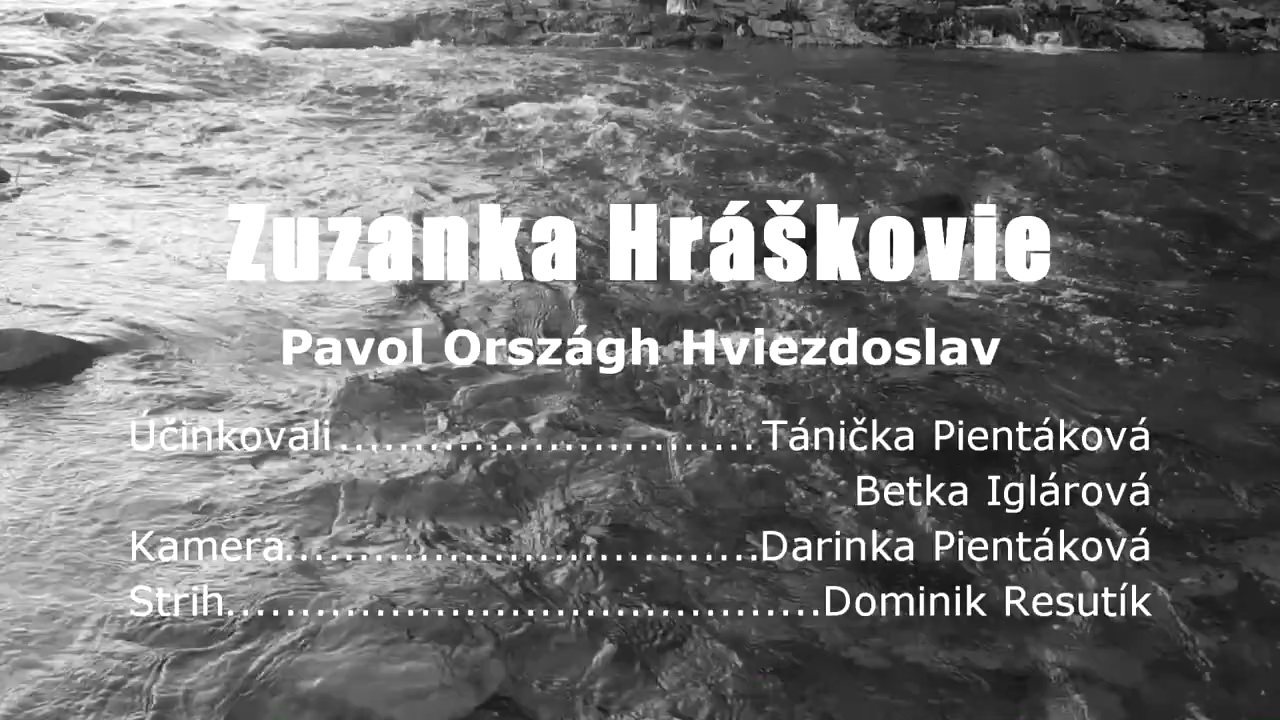 Zuzanka Hráškovie
Pavol Országh Hviezdoslav
Účinkovali............................Tánička Pientáková
Betka Iglárová
Kamera................................Darinka Pientáková
Strih........................................Dominik Resutík